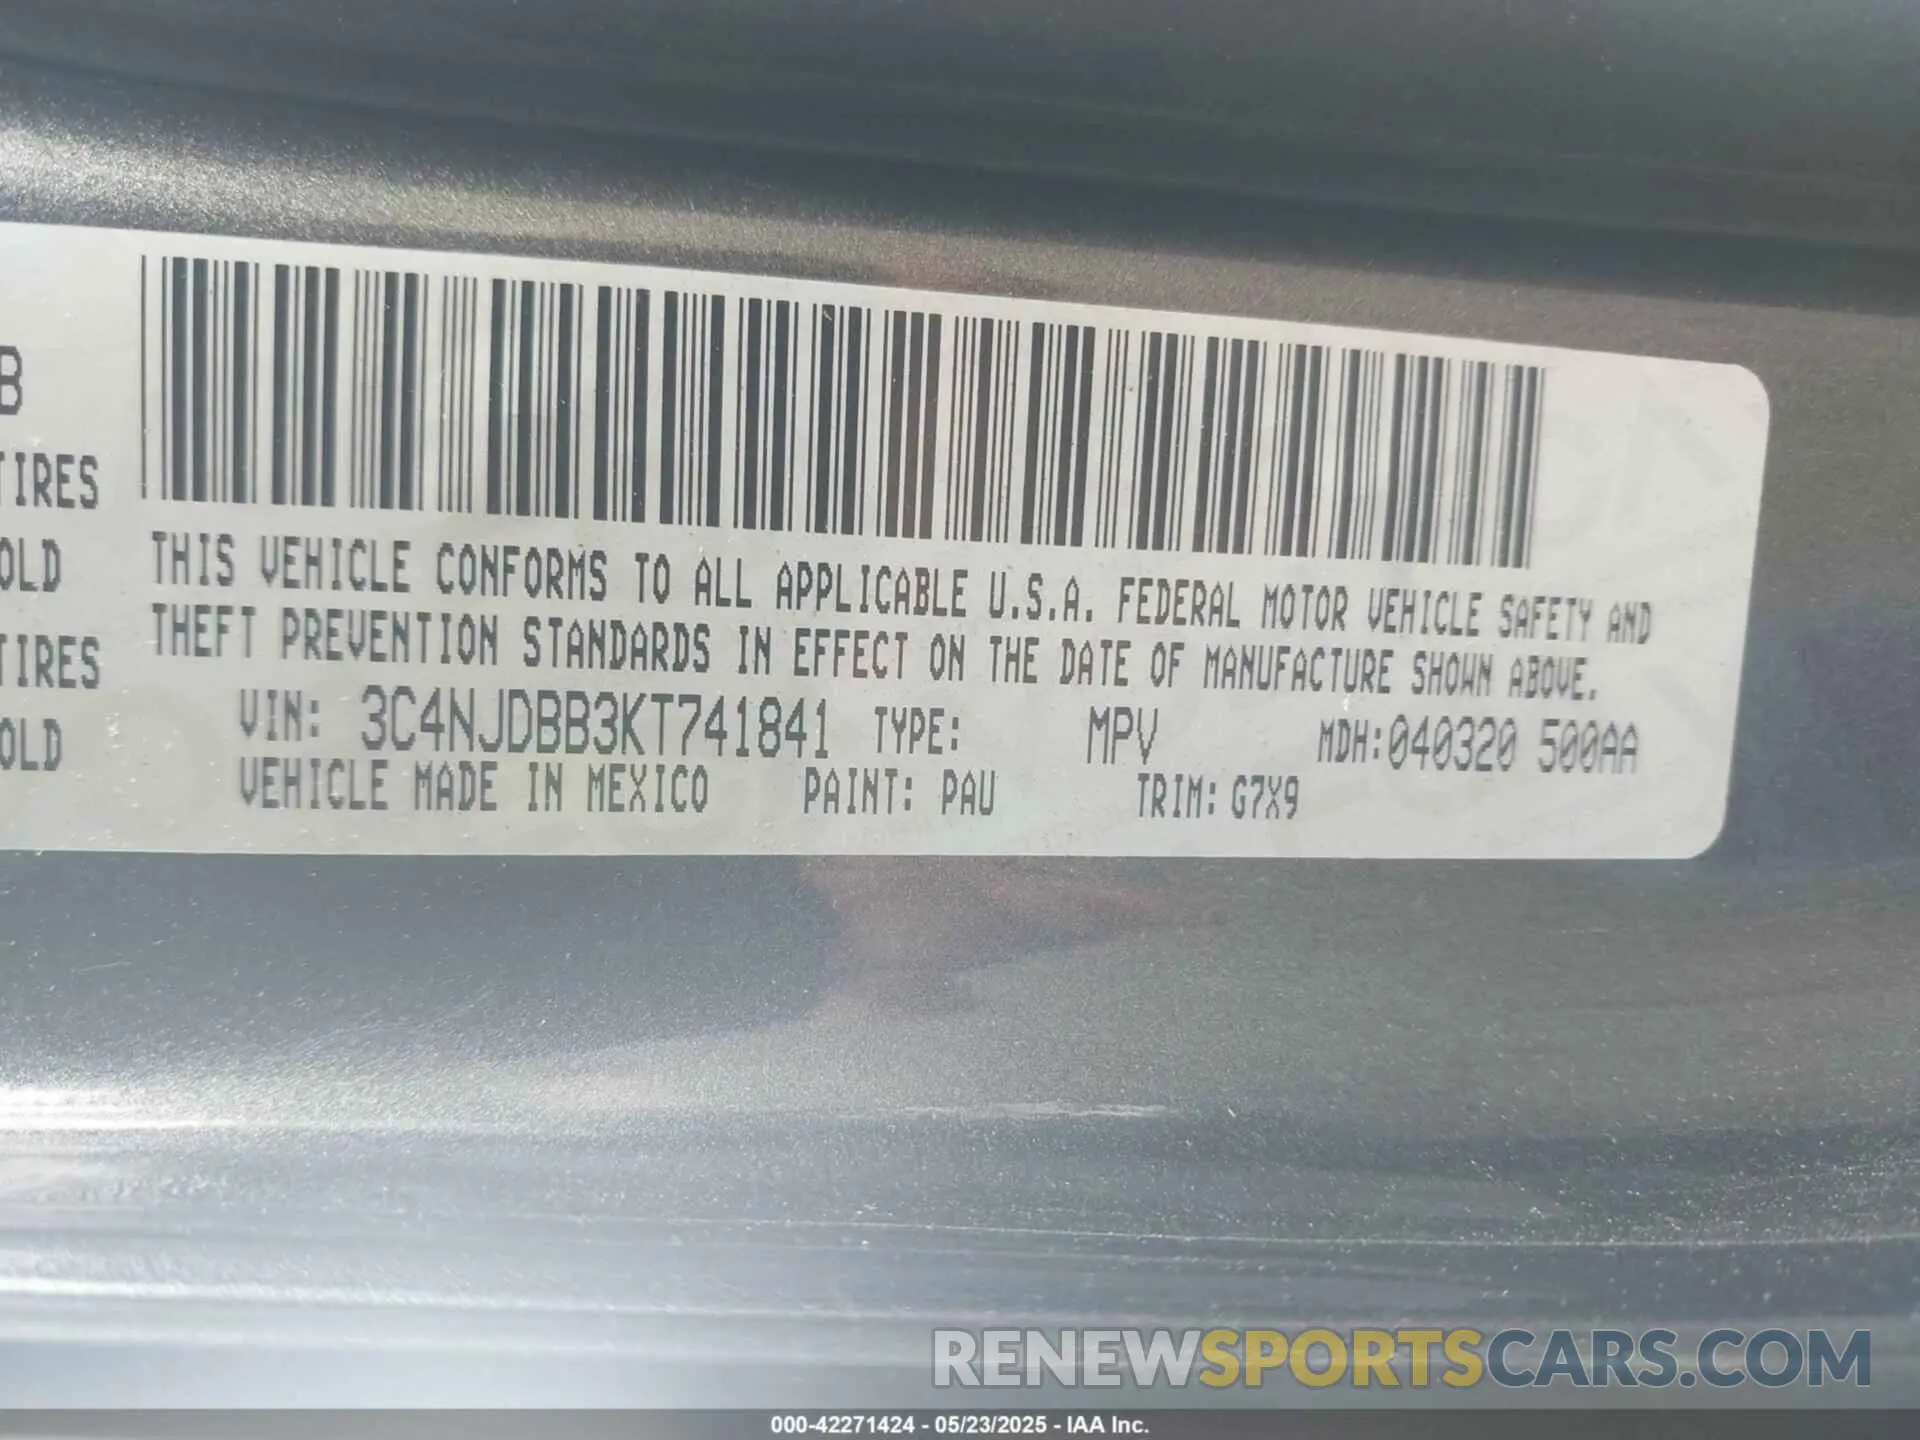 B
TIRES
OLD
TIRES
OLD
THIS VEHICLE CONFORMS TO ALL APPLICABLE U.S.A. FEDERAL MOTOR VEHICLE SAFETY AND
THEFT PREVENTION STANDARDS IN EFFECT ON THE DATE OF MANUFACTURE SHOWN ABOVE.
VIN: 3C4NJDBB3KT741841 TYPE: MPV MDH:040320 500AA
VEHICLE MADE IN MEXICO PAINT: PAU TRIM: G7X9
RENEWSPORTSCARS.COM
000-42271424 - 05/23/2025 - IAA Inc.